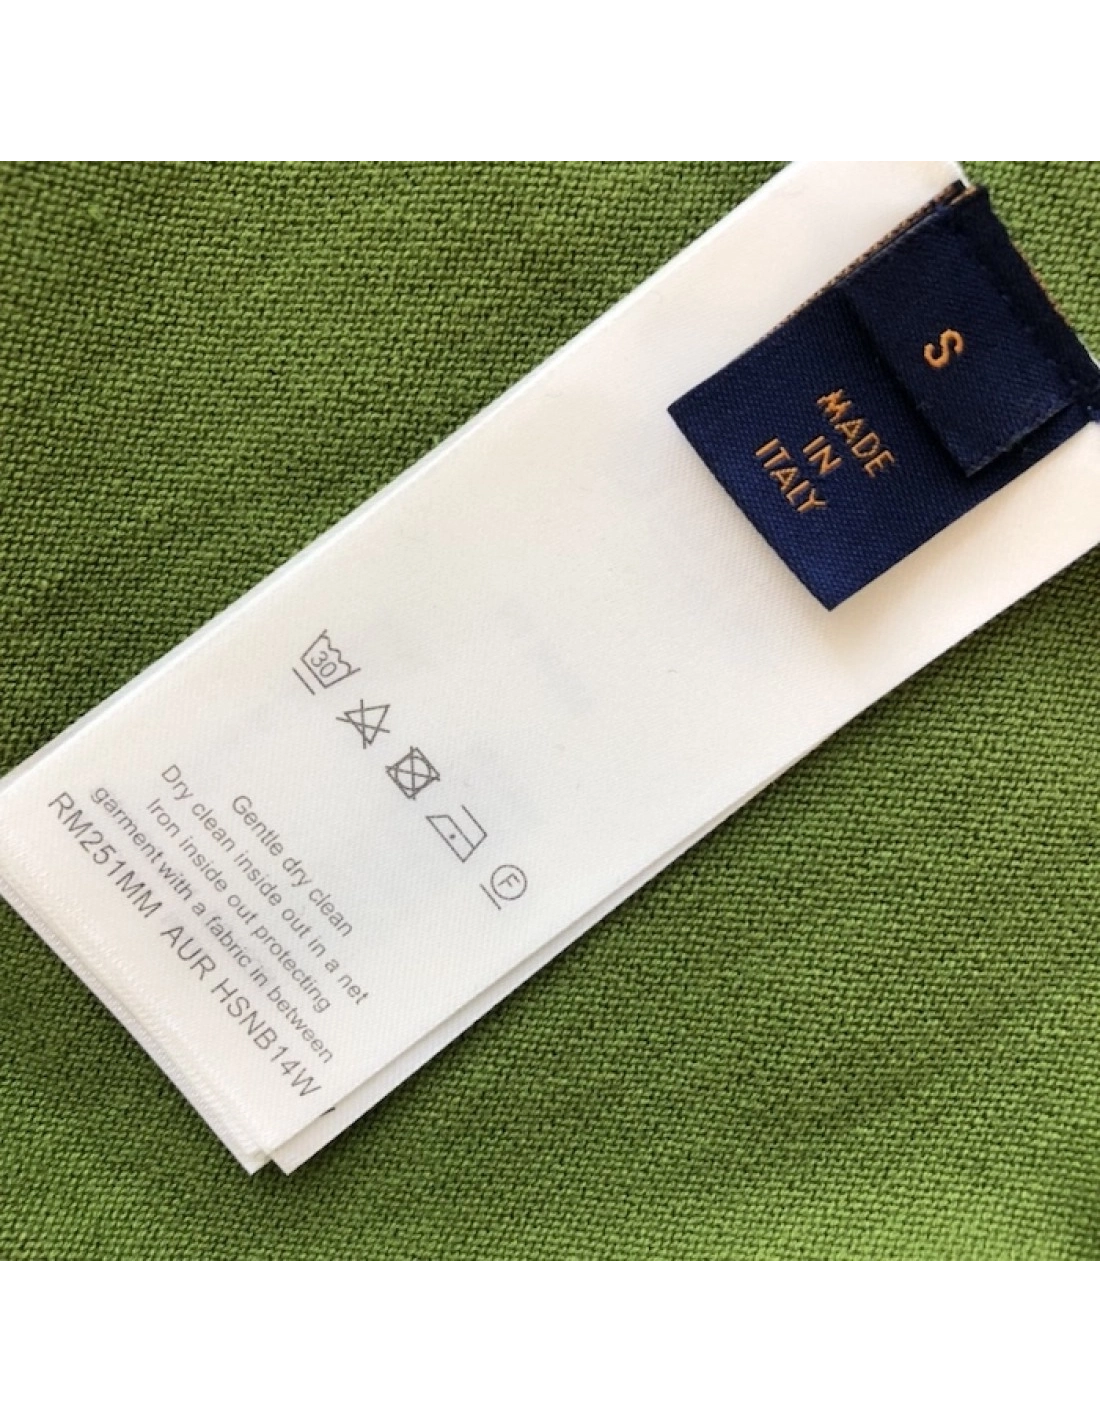 S
MADE
IN
ITALY
30
F
Gentle dry clean
Dry clean inside out in a net
Iron inside out protecting
garment with a fabric in between
RM251MM AUR HSNB14W